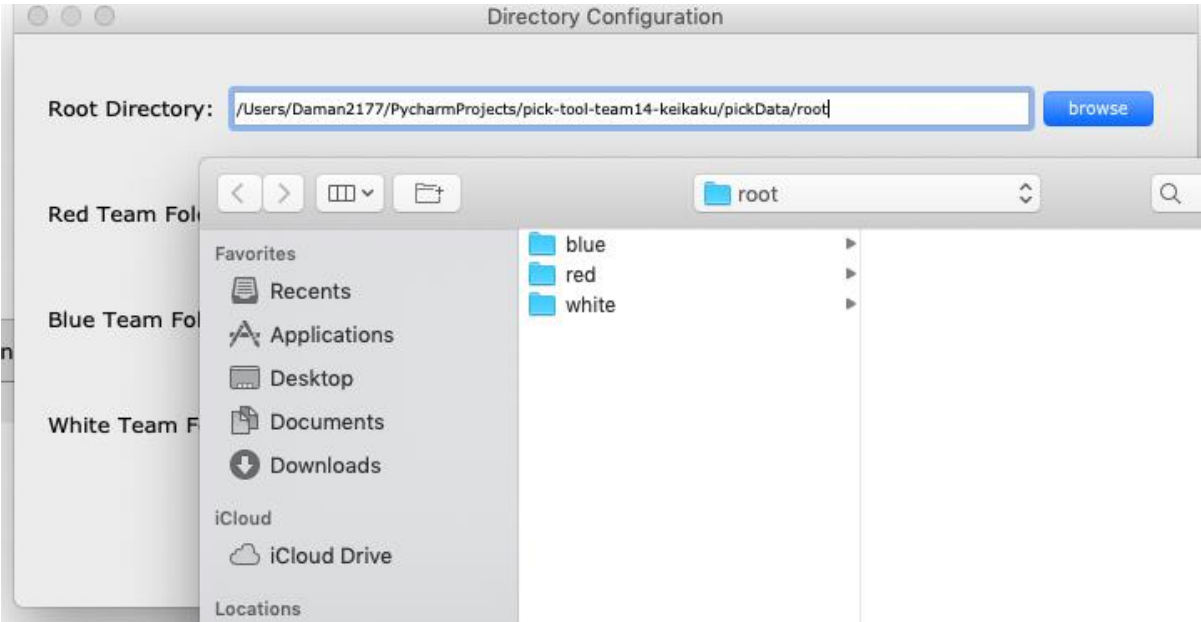 Directory Configuration
Root Directory: /Users/Daman2177/PycharmProjects/pick-tool-team14-keikaku/pickData/root browse
root
Red Team Fol
Favorites
blue
red
white
Recents
Blue Team Fol
Applications
Desktop
White Team F
Documents
Downloads
iCloud
iCloud Drive
Locations